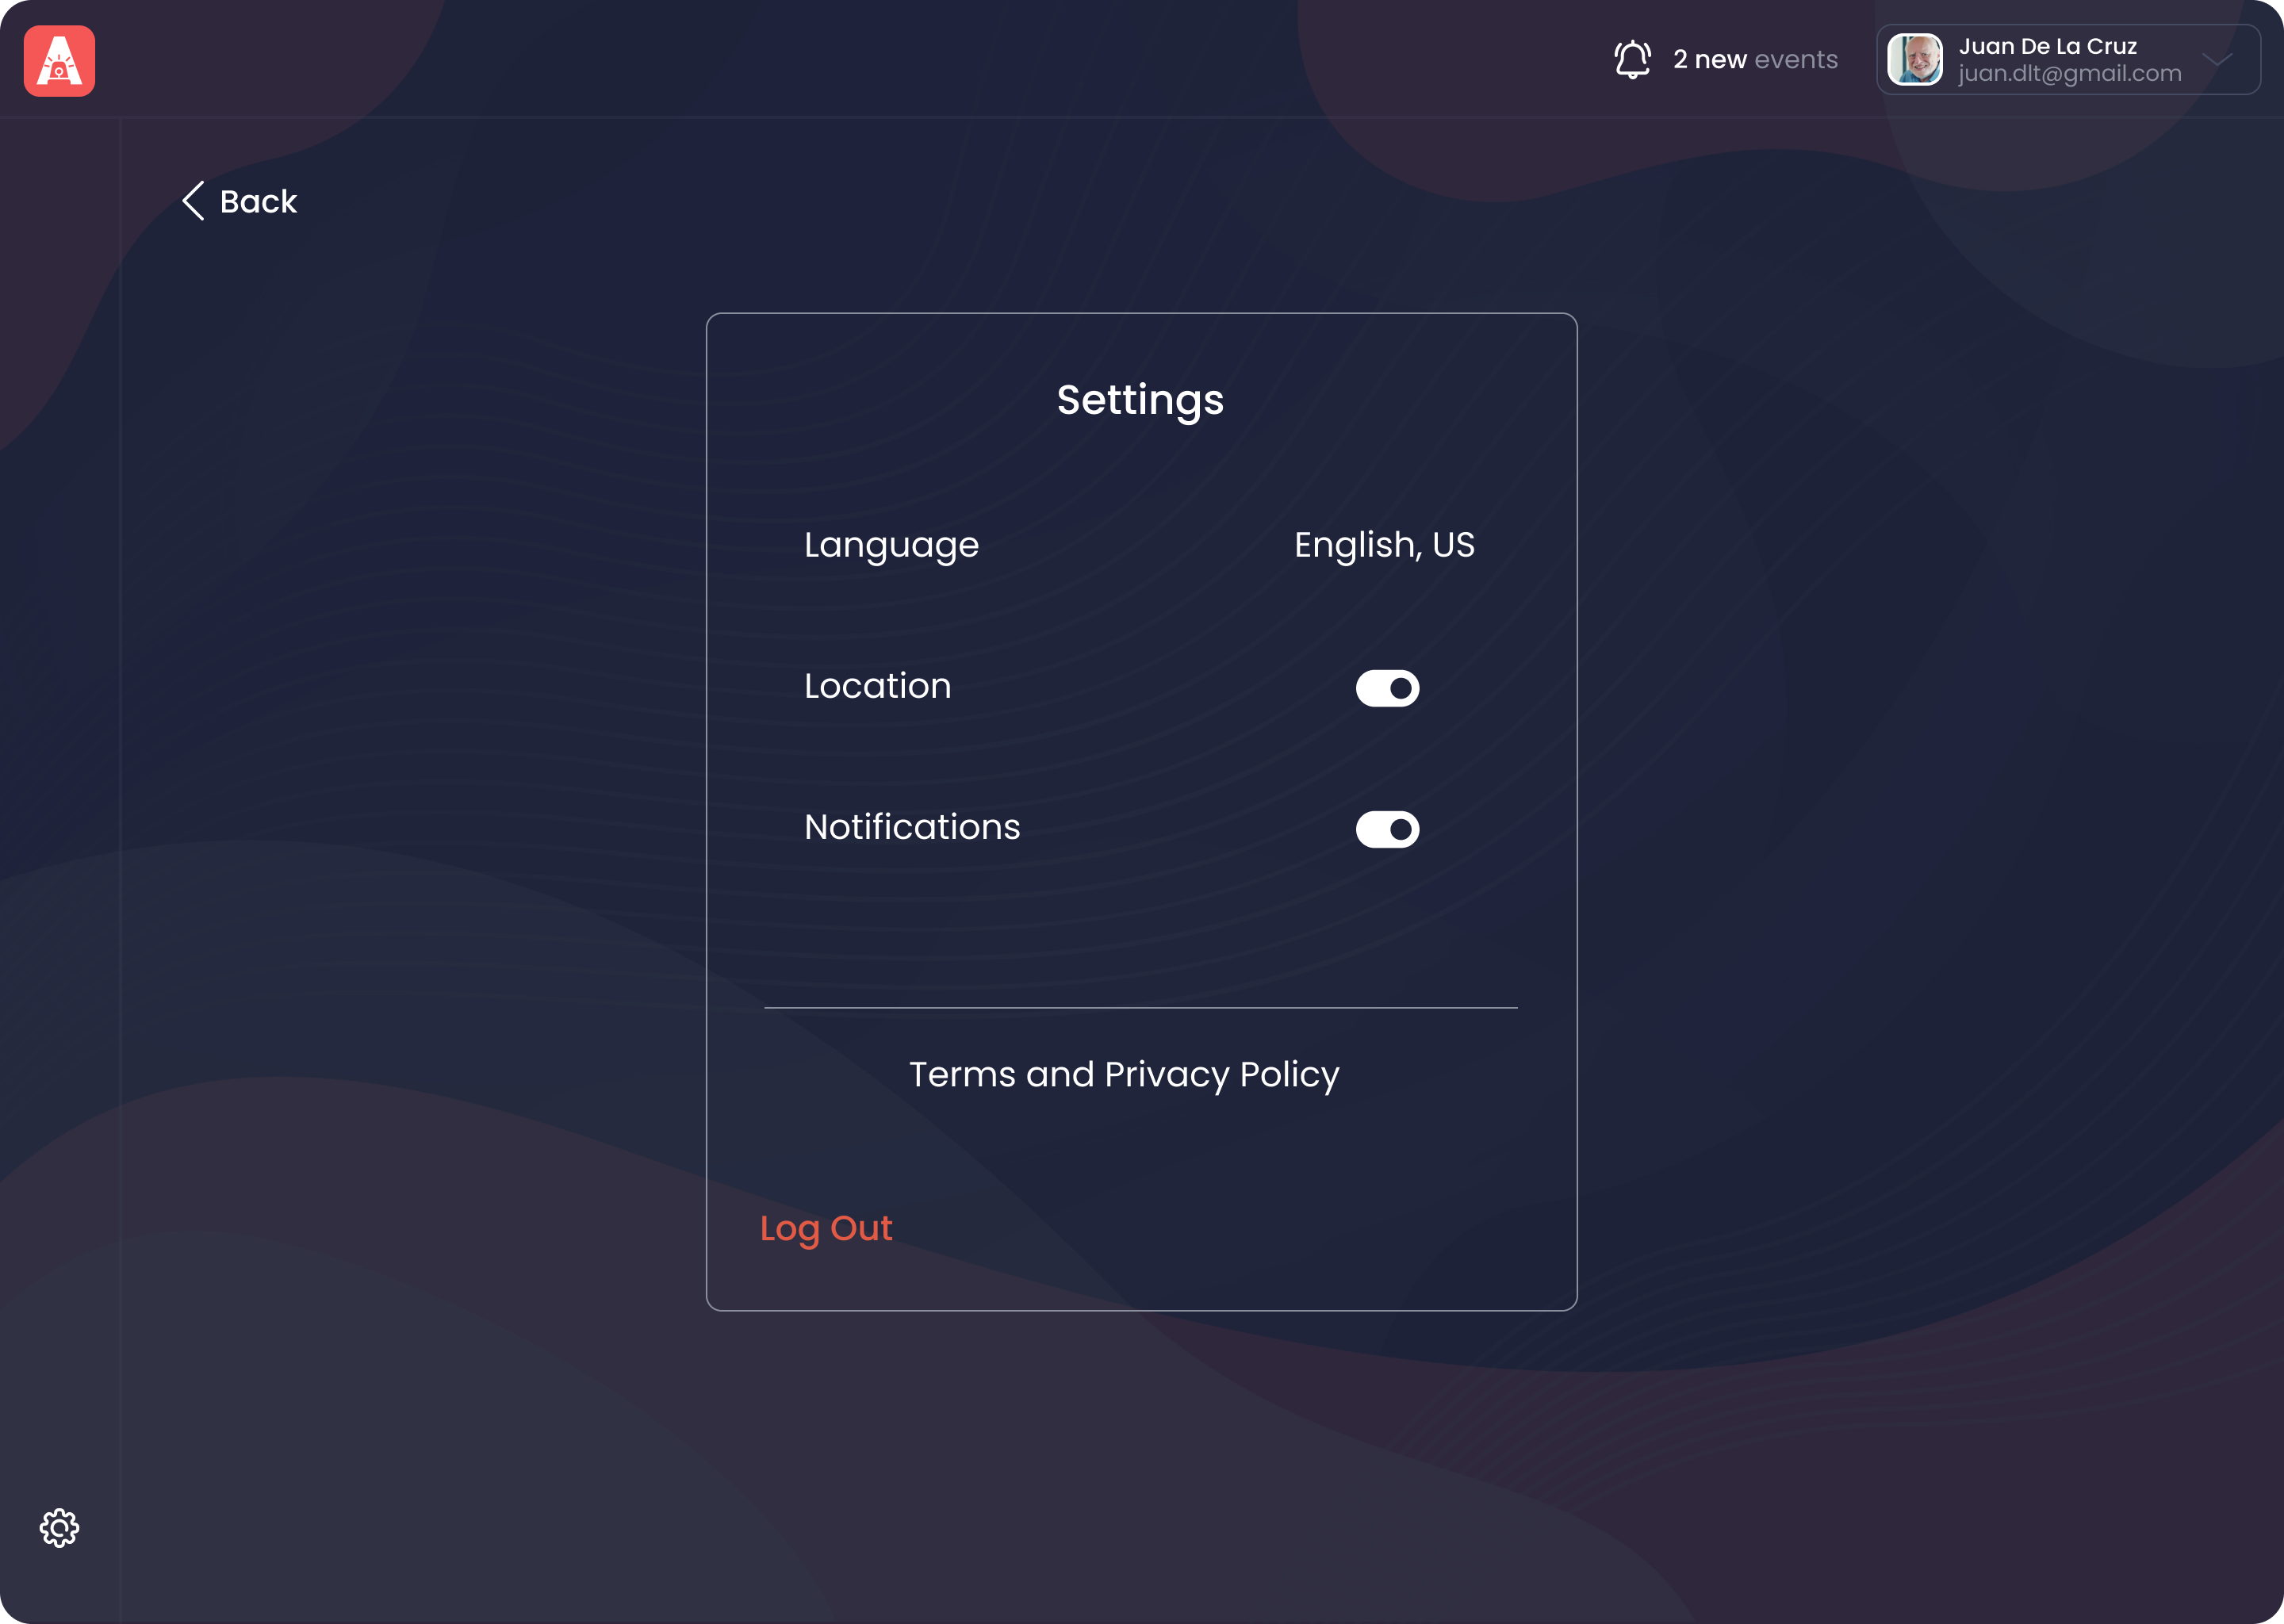 2 new events
Juan De La Cruz
juan.dlt@gmail.com
Back
Settings
Language
English, US
Location
Notifications
Terms and Privacy Policy
Log Out